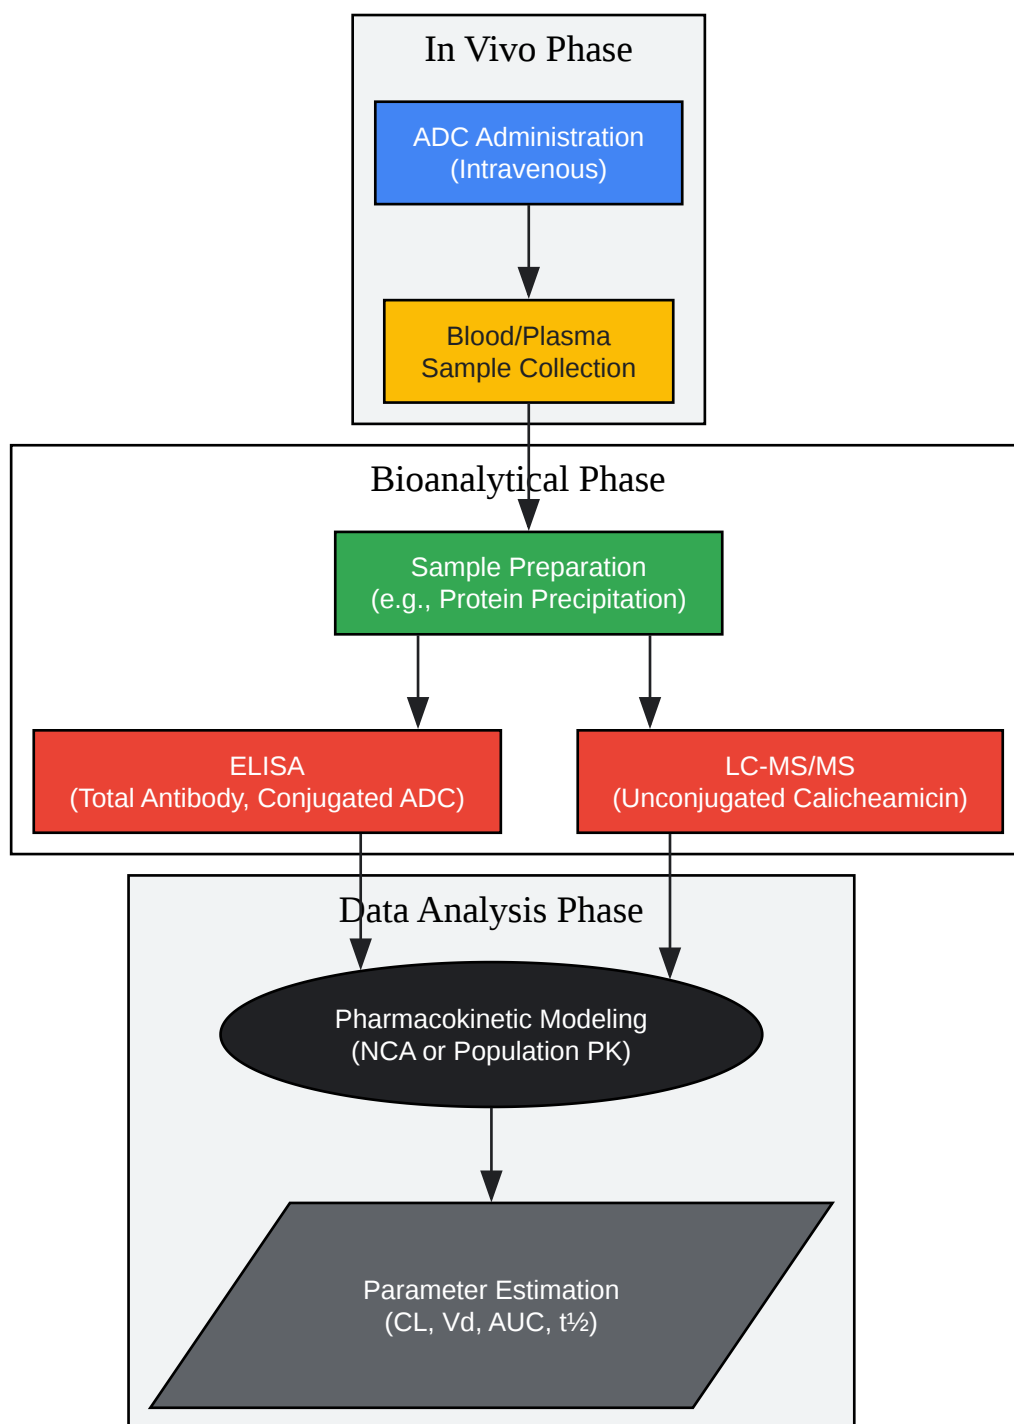 In Vivo Phase
ADC Administration
(Intravenous)
Blood/Plasma
Sample Collection
Bioanalytical Phase
Sample Preparation
(e.g., Protein Precipitation)
ELISA
(Total Antibody, Conjugated ADC)
LC-MS/MS
(Unconjugated Calicheamicin)
Data Analysis Phase
Pharmacokinetic Modeling
(NCA or Population PK)
Parameter Estimation
(CL, Vd, AUC, t½)